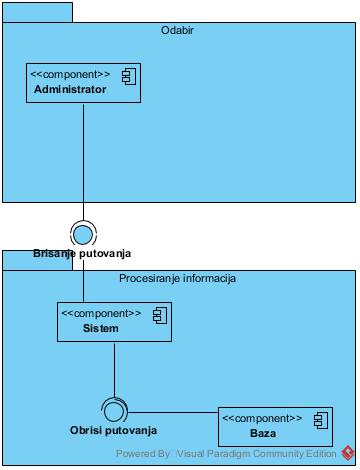 Odabir
<<component>>
Administrator
Brisanje putovanja
Procesiranje informacija
<<component>>
Sistem
Obrisi putovanja
<<component>>
Baza
Powered By Visual Paradigm Community Edition